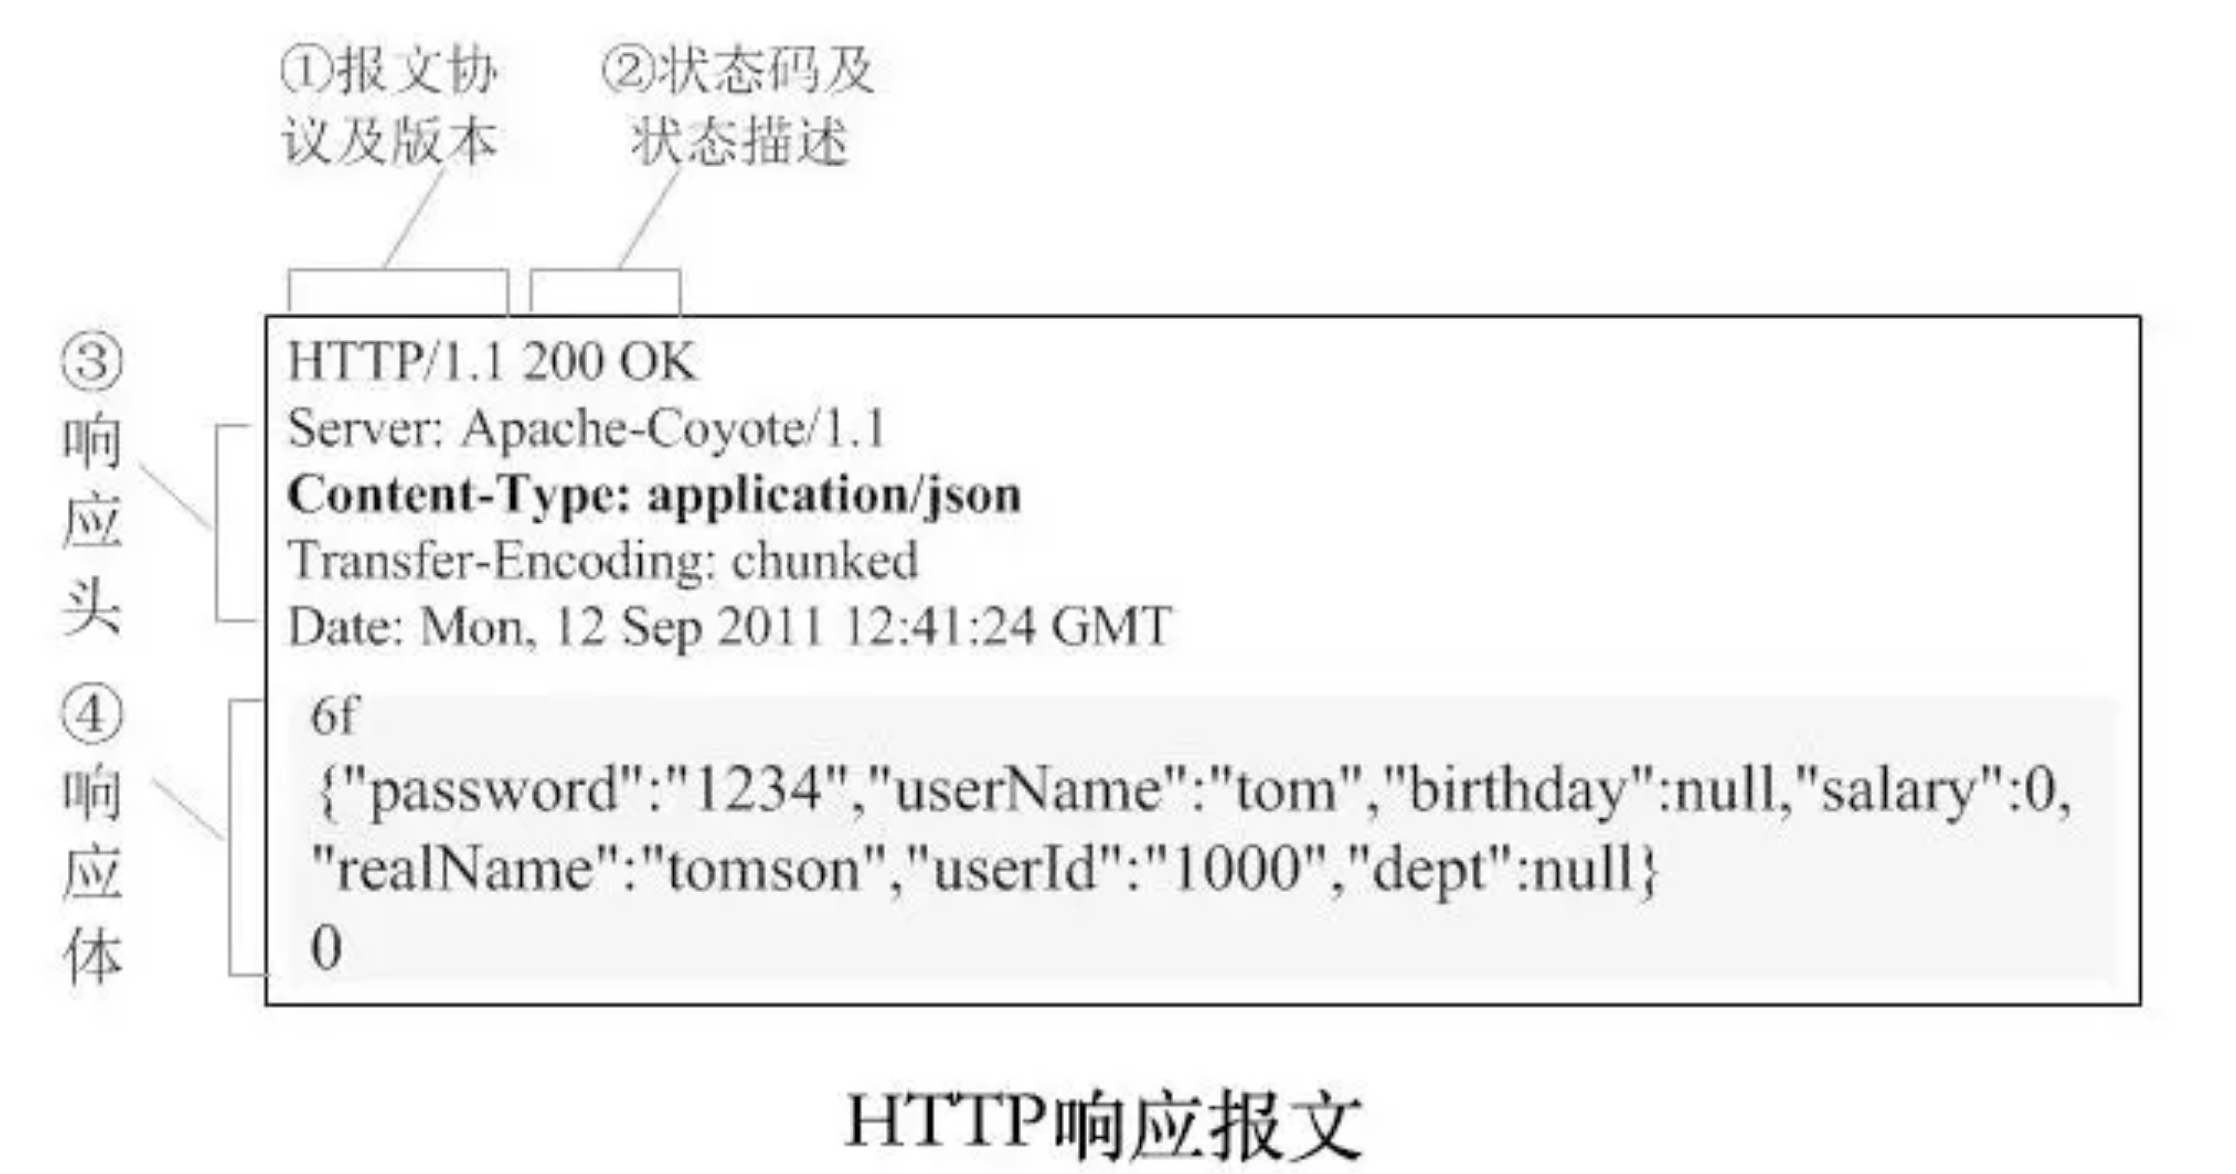 ①报文协
议及版本
②状态码及
状态描述
③响应头
HTTP/1.1 200 OK
Server: Apache-Coyote/1.1
Content-Type: application/json
Transfer-Encoding: chunked
Date: Mon, 12 Sep 2011 12:41:24 GMT
④响应体
6f
{"password":"1234","userName":"tom","birthday":null,"salary":0,
"realName":"tomson","userId":"1000","dept":null}
0
HTTP响应报文